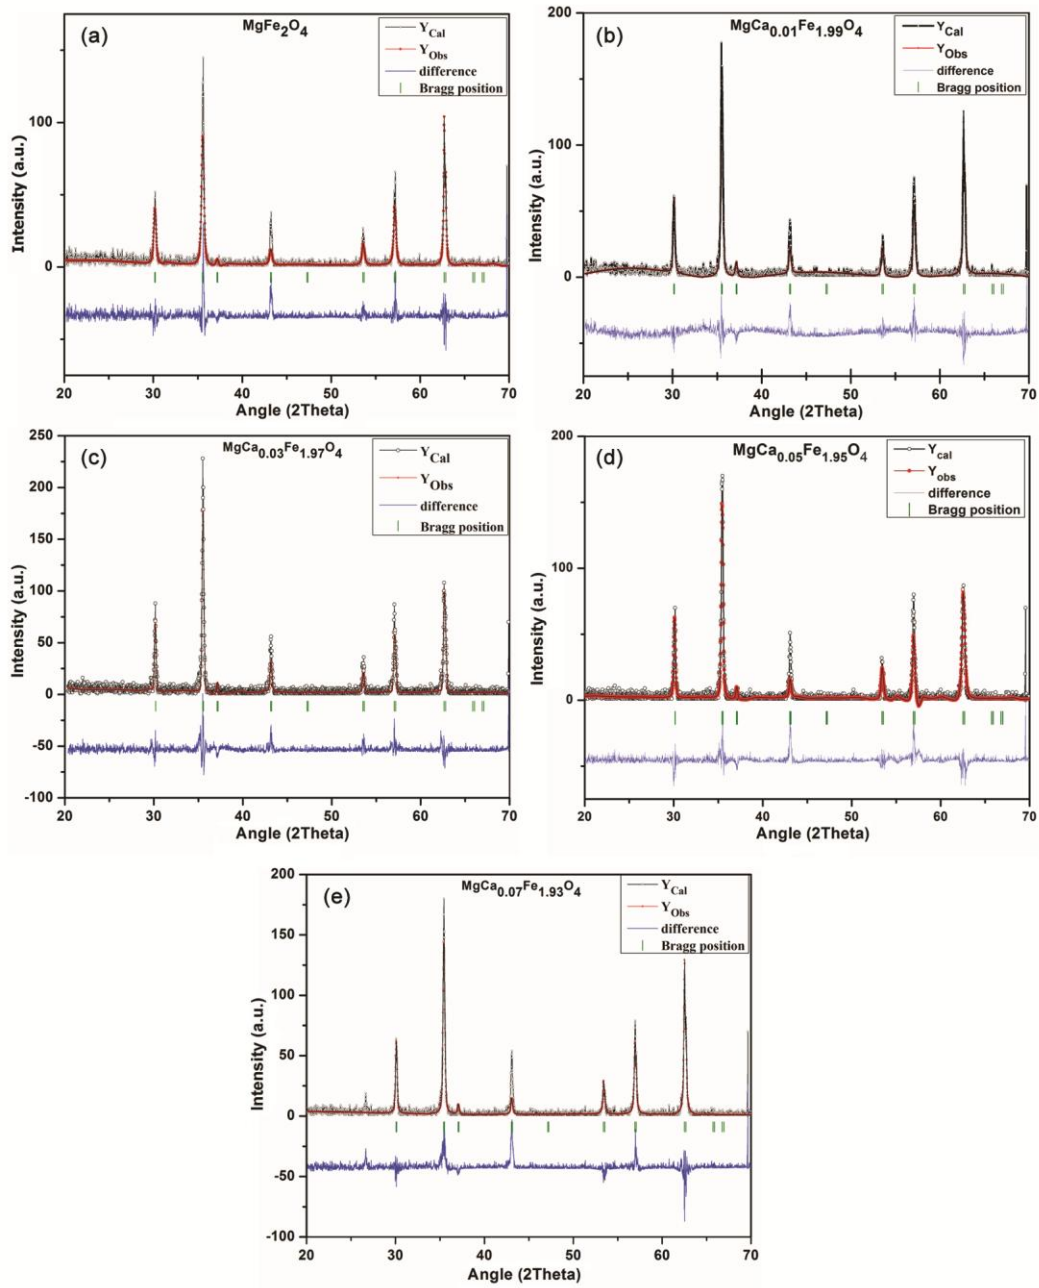 (a)
MgFe2O4
YCal
YObs
difference
Bragg position
Intensity (a.u.)
100
0
20 30 40 50 60 70
Angle (2Theta)
(b)
MgCa0.01Fe1.99O4
YCal
YObs
difference
Bragg position
Intensity (a.u.)
200
100
0
20 30 40 50 60 70
Angle (2Theta)
(c)
MgCa0.03Fe1.97O4
YCal
YObs
difference
Bragg position
Intensity (a.u.)
250
200
150
100
50
0
-50
-100
20 30 40 50 60 70
Angle (2Theta)
(d)
MgCa0.05Fe1.95O4
Ycal
Yobs
difference
Bragg position
Intensity (a.u.)
200
100
0
20 30 40 50 60 70
Angle (2Theta)
(e)
MgCa0.07Fe1.93O4
YCal
YObs
difference
Bragg position
Intensity (a.u.)
200
150
100
50
0
-50
-100
20 30 40 50 60 70
Angle (2Theta)